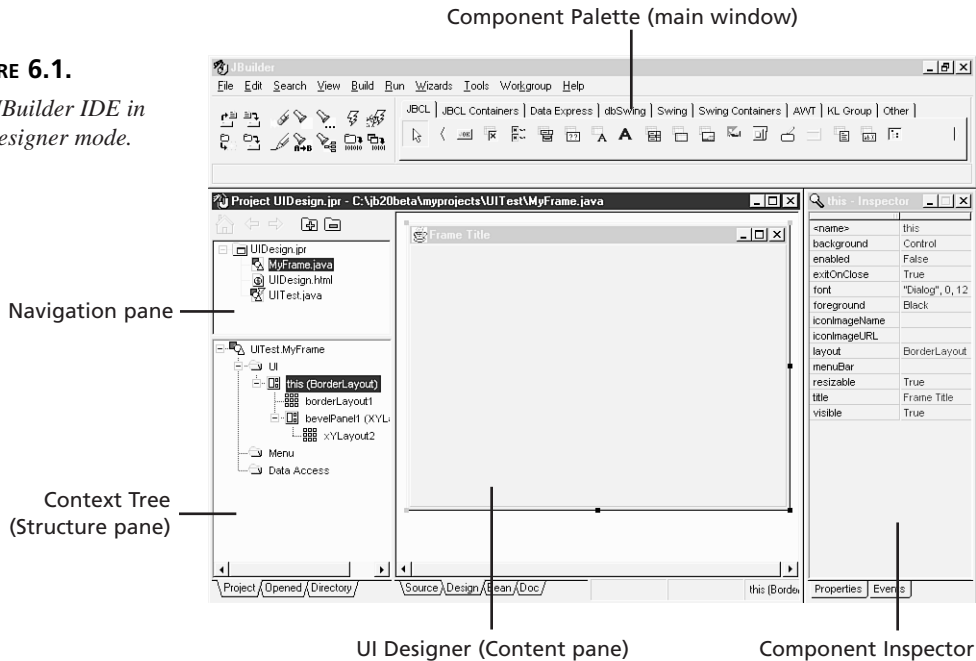 Component Palette (main window)
RE 6.1.
JBuilder IDE in
esigner mode.
JBuilder
File Edit Search View Build Run Wizards Tools Workgroup Help
JBCL JBCL Containers Data Express dbSwing Swing Swing Containers AWT KL Group Other
Project UIDesign.jpr - C:\jb20beta\myprojects\UITest\MyFrame.java
this - Inspector
UIDesign.jpr
MyFrame.java
UIDesign.html
UITest.java
Frame Title
<name> this
background Control
enabled False
exitOnClose True
font "Dialog", 0, 12
foreground Black
iconImageName
iconImageURL
layout BorderLayout
menuBar
resizable True
title Frame Title
visible True
Navigation pane
UITest.MyFrame
UI
this (BorderLayout)
borderLayout1
bevelPanel1 (XYL
xYLayout2
Menu
Data Access
Context Tree
(Structure pane)
Project Opened Directory
Source Design Bean Doc
this (Border
Properties Events
UI Designer (Content pane)
Component Inspector